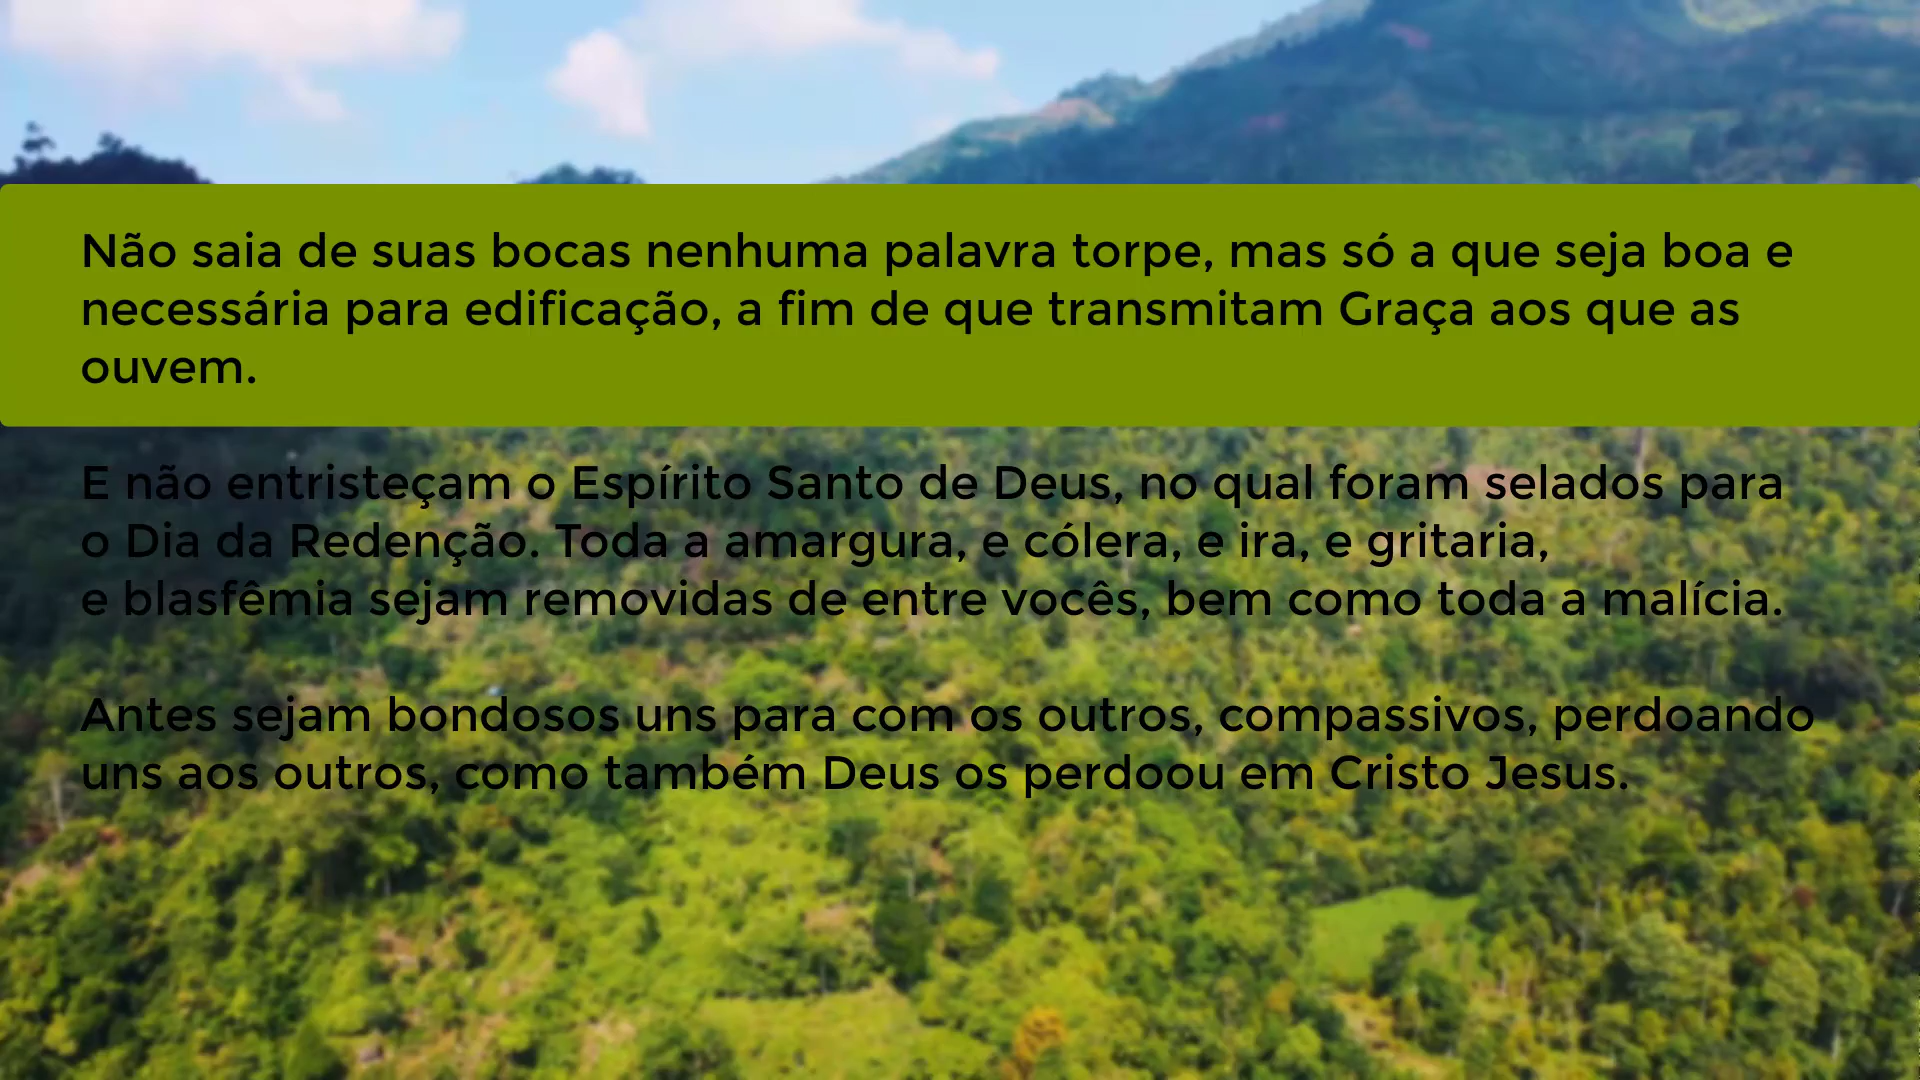 Não saia de suas bocas nenhuma palavra torpe, mas só a que seja boa e
necessária para edificação, a fim de que transmitam Graça aos que as
ouvem.
E não entristeçam o Espírito Santo de Deus, no qual foram selados para
o Dia da Redenção. Toda a amargura, e cólera, e ira, e gritaria,
e blasfêmia sejam removidas de entre vocês, bem como toda a malícia.
Antes sejam bondosos uns para com os outros, compassivos, perdoando
uns aos outros, como também Deus os perdoou em Cristo Jesus.